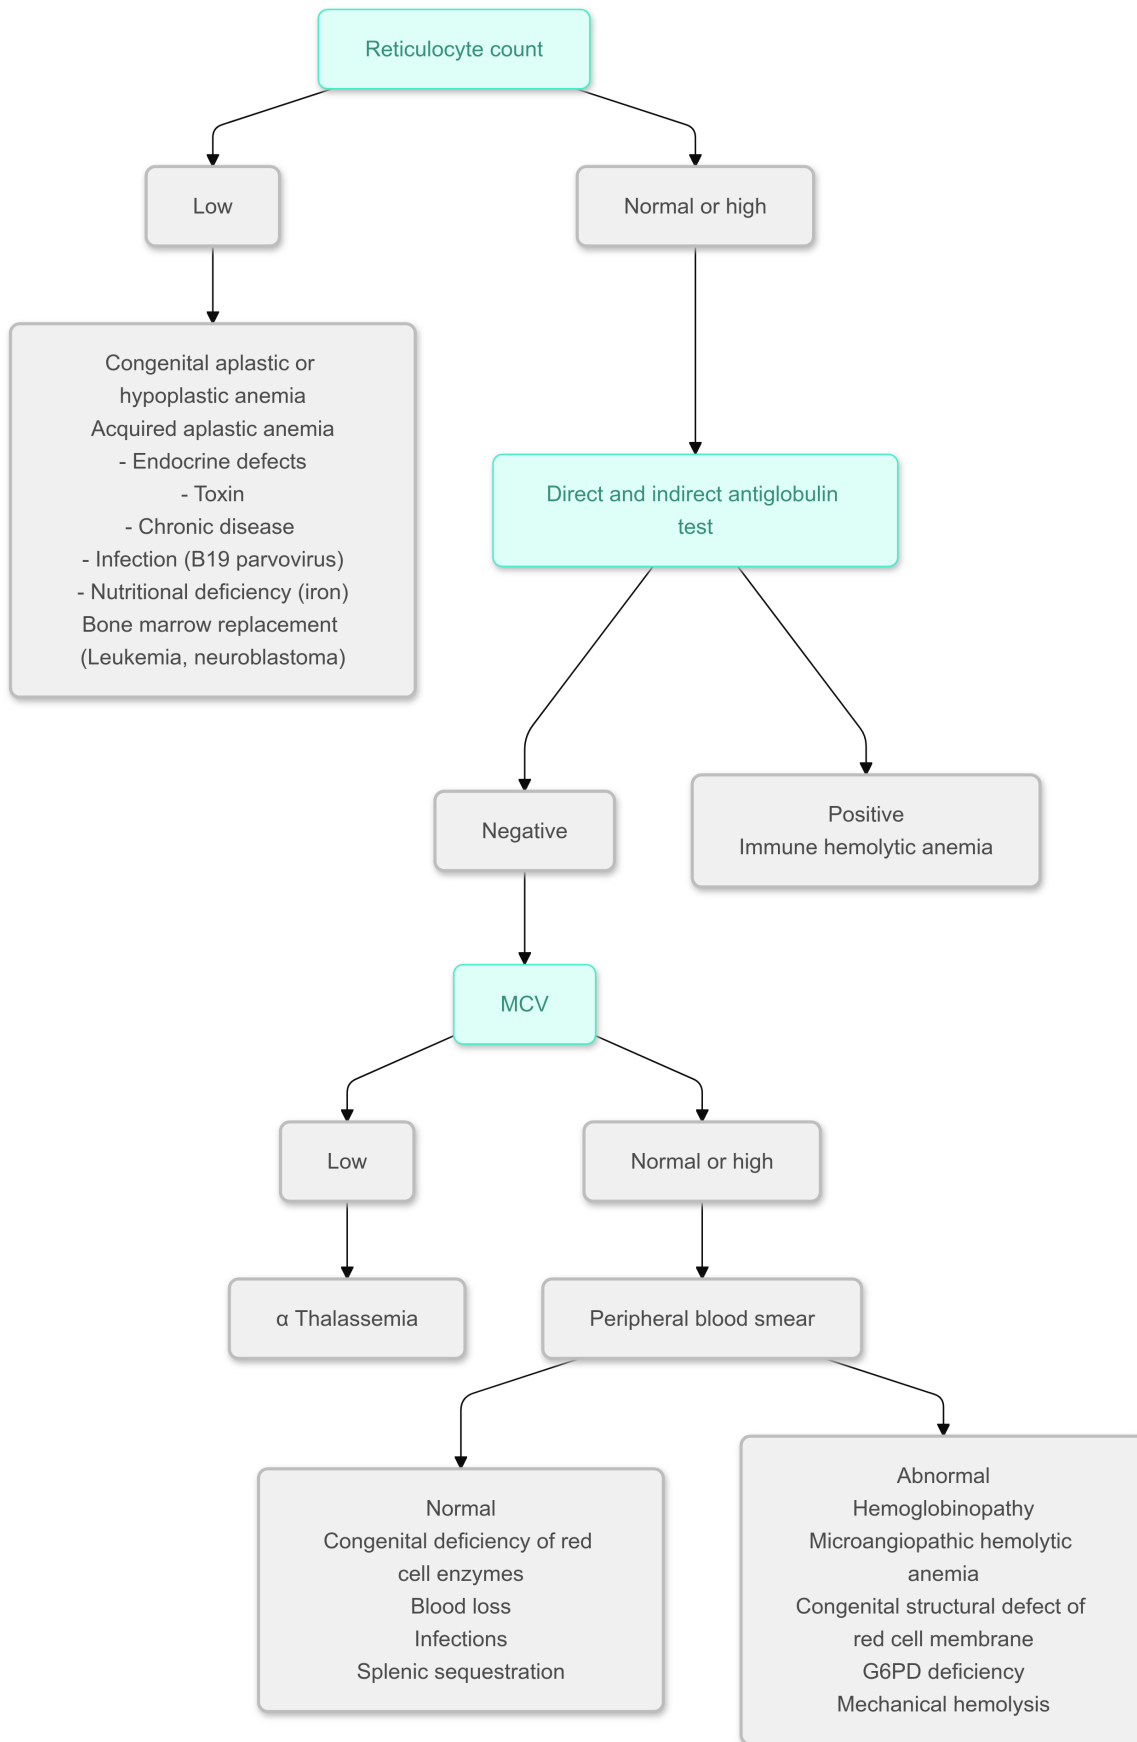 Reticulocyte count
Low
Normal or high
Congenital aplastic or
hypoplastic anemia
Acquired aplastic anemia
- Endocrine defects
- Toxin
- Chronic disease
- Infection (B19 parvovirus)
- Nutritional deficiency (iron)
Bone marrow replacement
(Leukemia, neuroblastoma)
Direct and indirect antiglobulin
test
Negative
Positive
Immune hemolytic anemia
MCV
Low
Normal or high
α Thalassemia
Peripheral blood smear
Normal
Congenital deficiency of red
cell enzymes
Blood loss
Infections
Splenic sequestration
Abnormal
Hemoglobinopathy
Microangiopathic hemolytic
anemia
Congenital structural defect of
red cell membrane
G6PD deficiency
Mechanical hemolysis